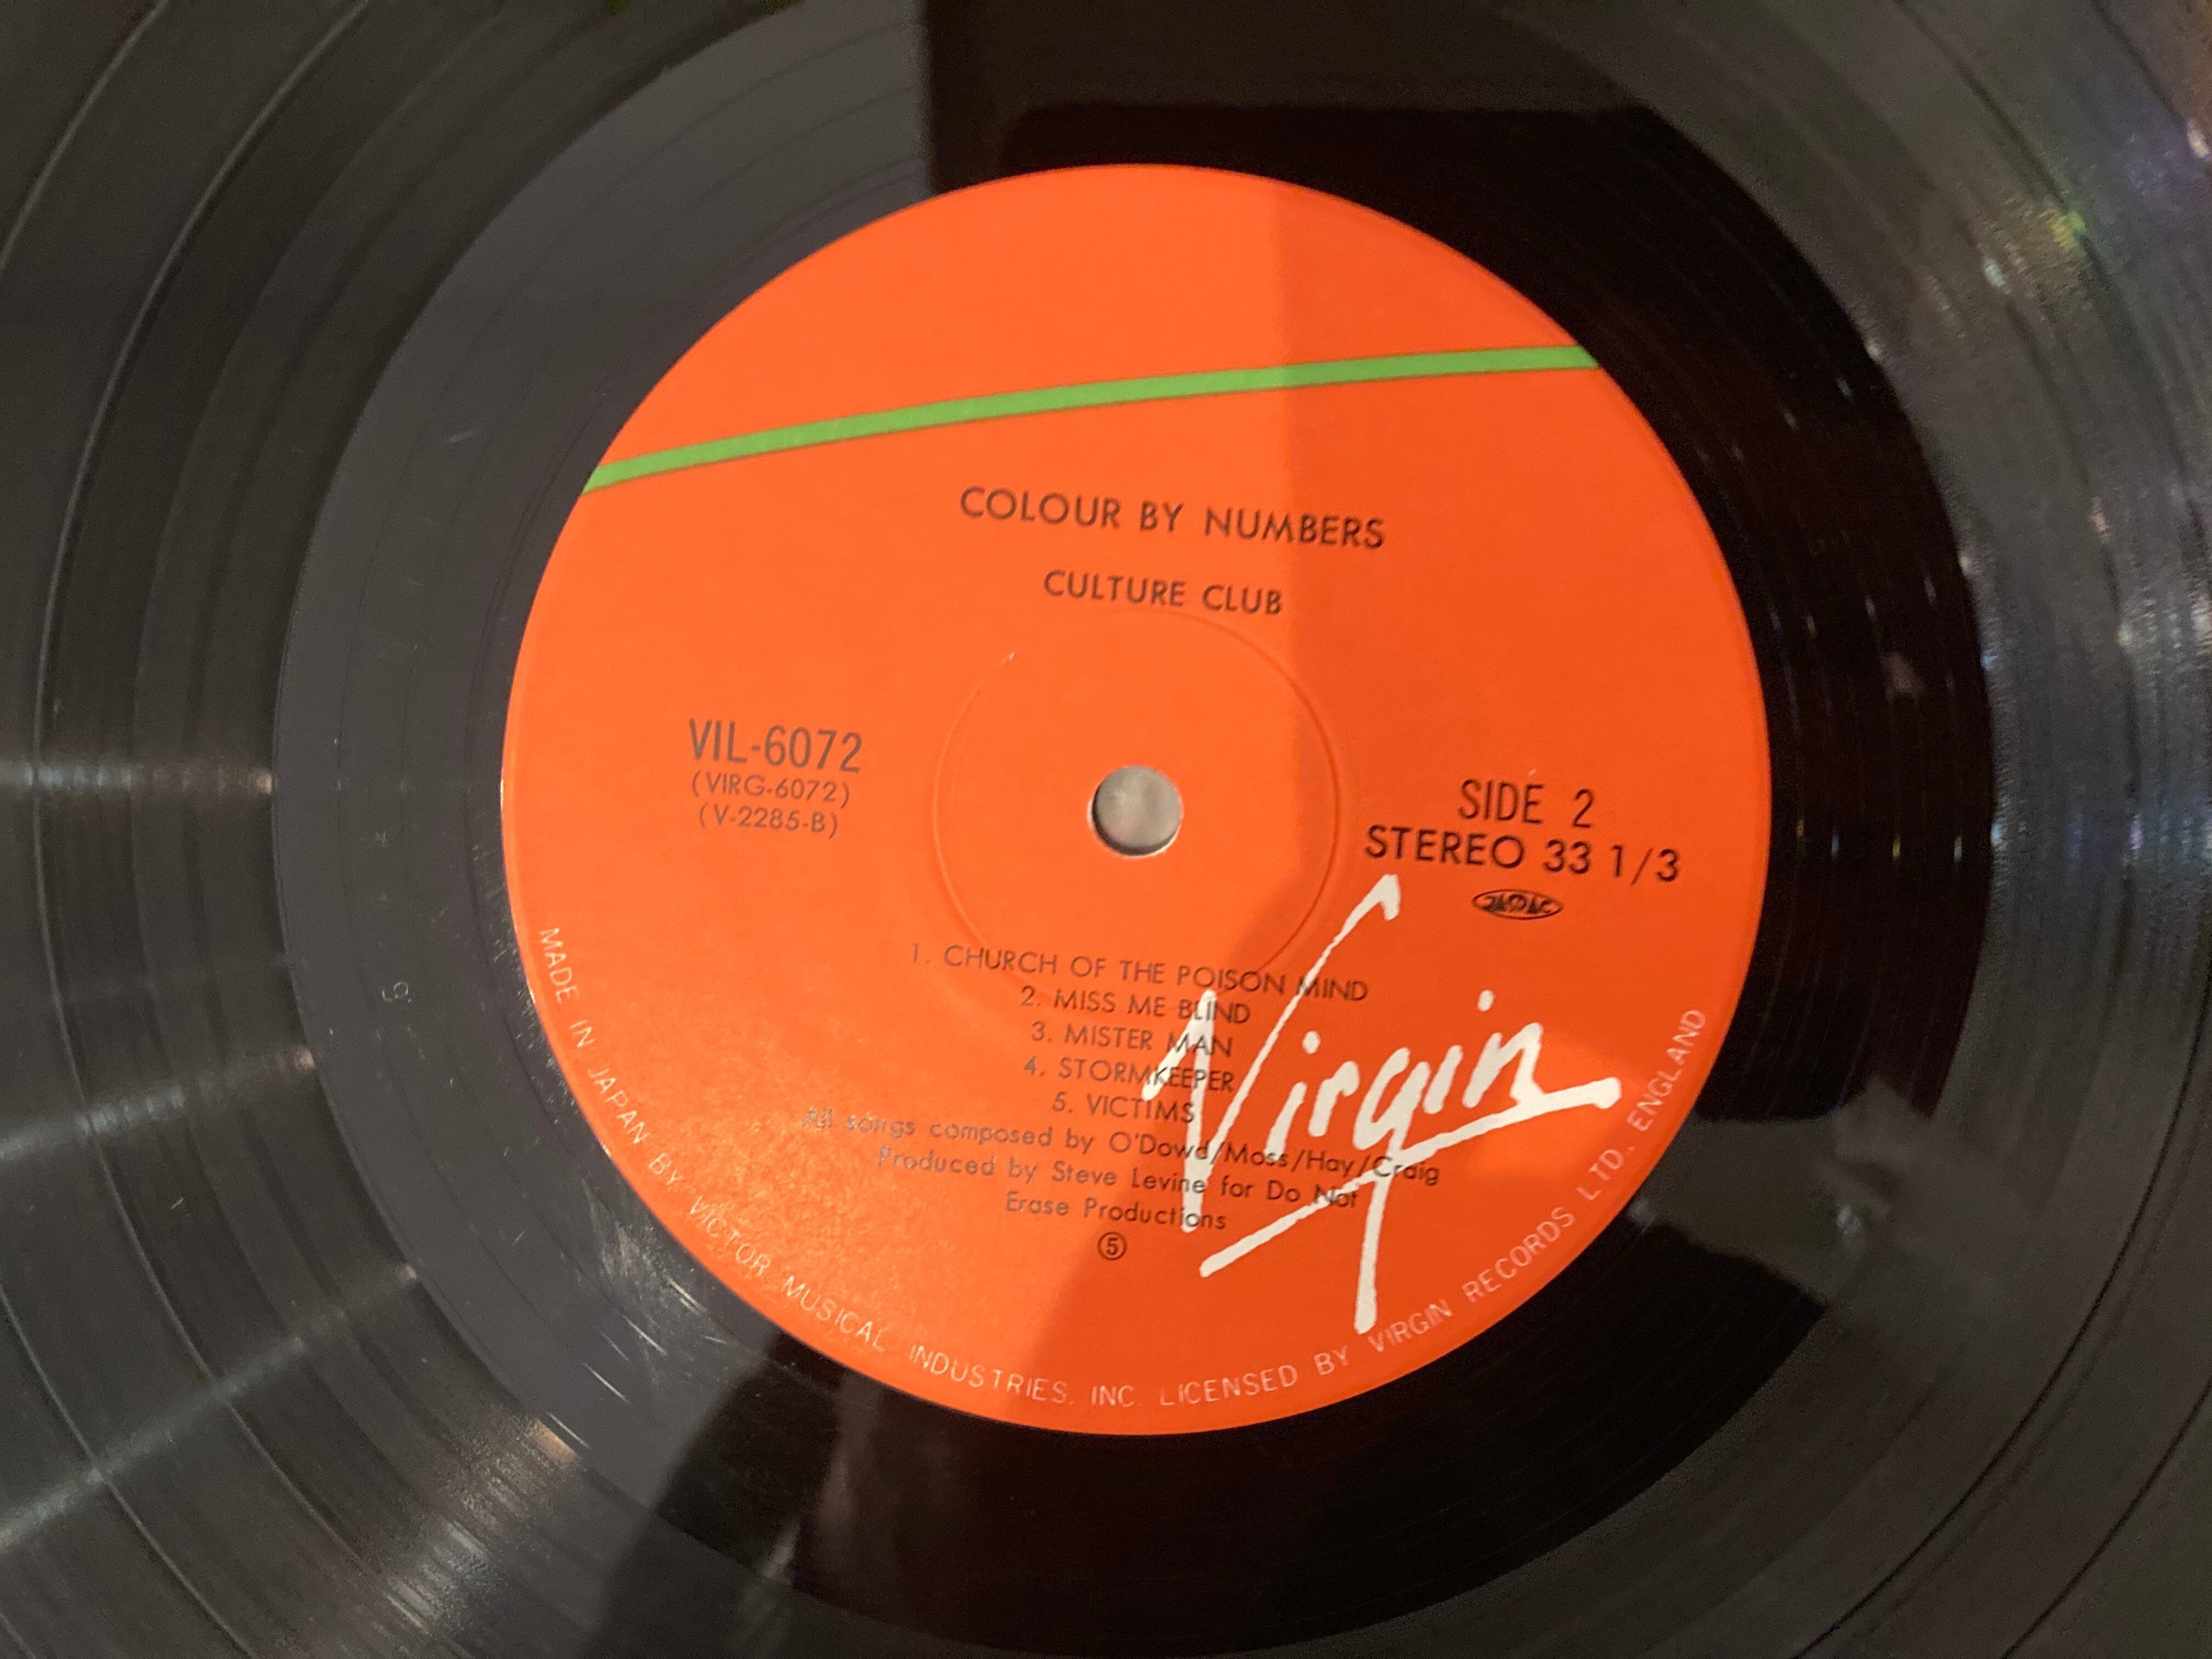 COLOUR BY NUMBERS
CULTURE CLUB
VIL-6072
(VIRG-6072)
(V-2285-B)
SIDE 2
STEREO 33 1/3
1. CHURCH OF THE POISON MIND
2. MISS ME BLIND
3. MISTER MAN
4. STORMKEEPER
5. VICTIMS
All songs composed by O'Dowd/Moss/Hay/Craig
Produced by Steve Levine for Do Not
Erase Productions
⑤
Virgin
MADE IN JAPAN BY VICTOR MUSICAL INDUSTRIES, INC. LICENSED BY VIRGIN RECORDS LTD., ENGLAND